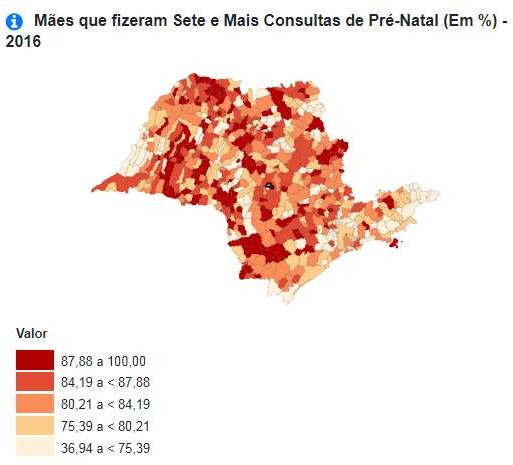 Mães que fizeram Sete e Mais Consultas de Pré-Natal (Em %) -
2016
Valor
87,88 a 100,00
84,19 a < 87,88
80,21 a < 84,19
75,39 a < 80,21
36,94 a < 75,39